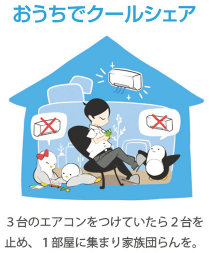 おうちでクールシェア
３台のエアコンをつけていたら２台を
止め、１部屋に集まり家族団らんを。